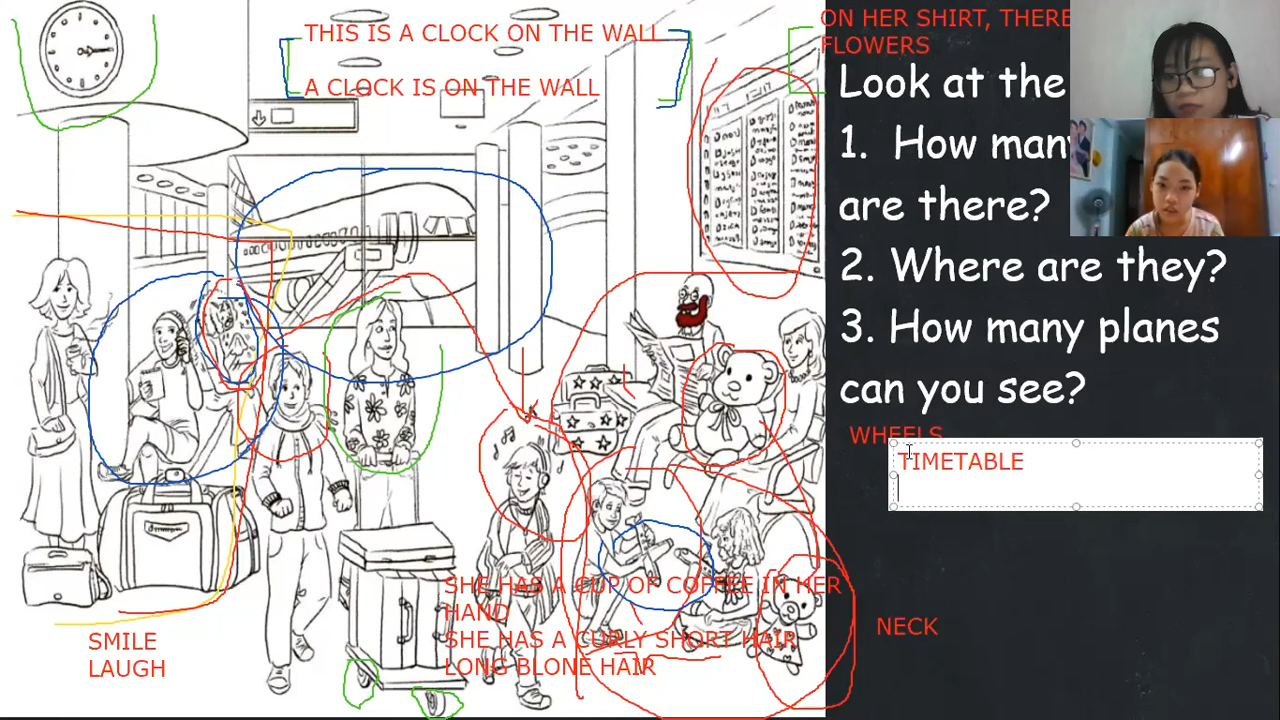 THIS IS A CLOCK ON THE WALL
A CLOCK IS ON THE WALL
ON HER SHIRT, THERE
FLOWERS
Look at the
1. How many
are there?
2. Where are they?
3. How many planes
can you see?
WHEELS
TIMETABLE
SHE HAS A CUP OF COFFEE IN HER
HAND
SHE HAS A CURLY SHORT HAIR
LONG BLONE HAIR
NECK
SMILE
LAUGH